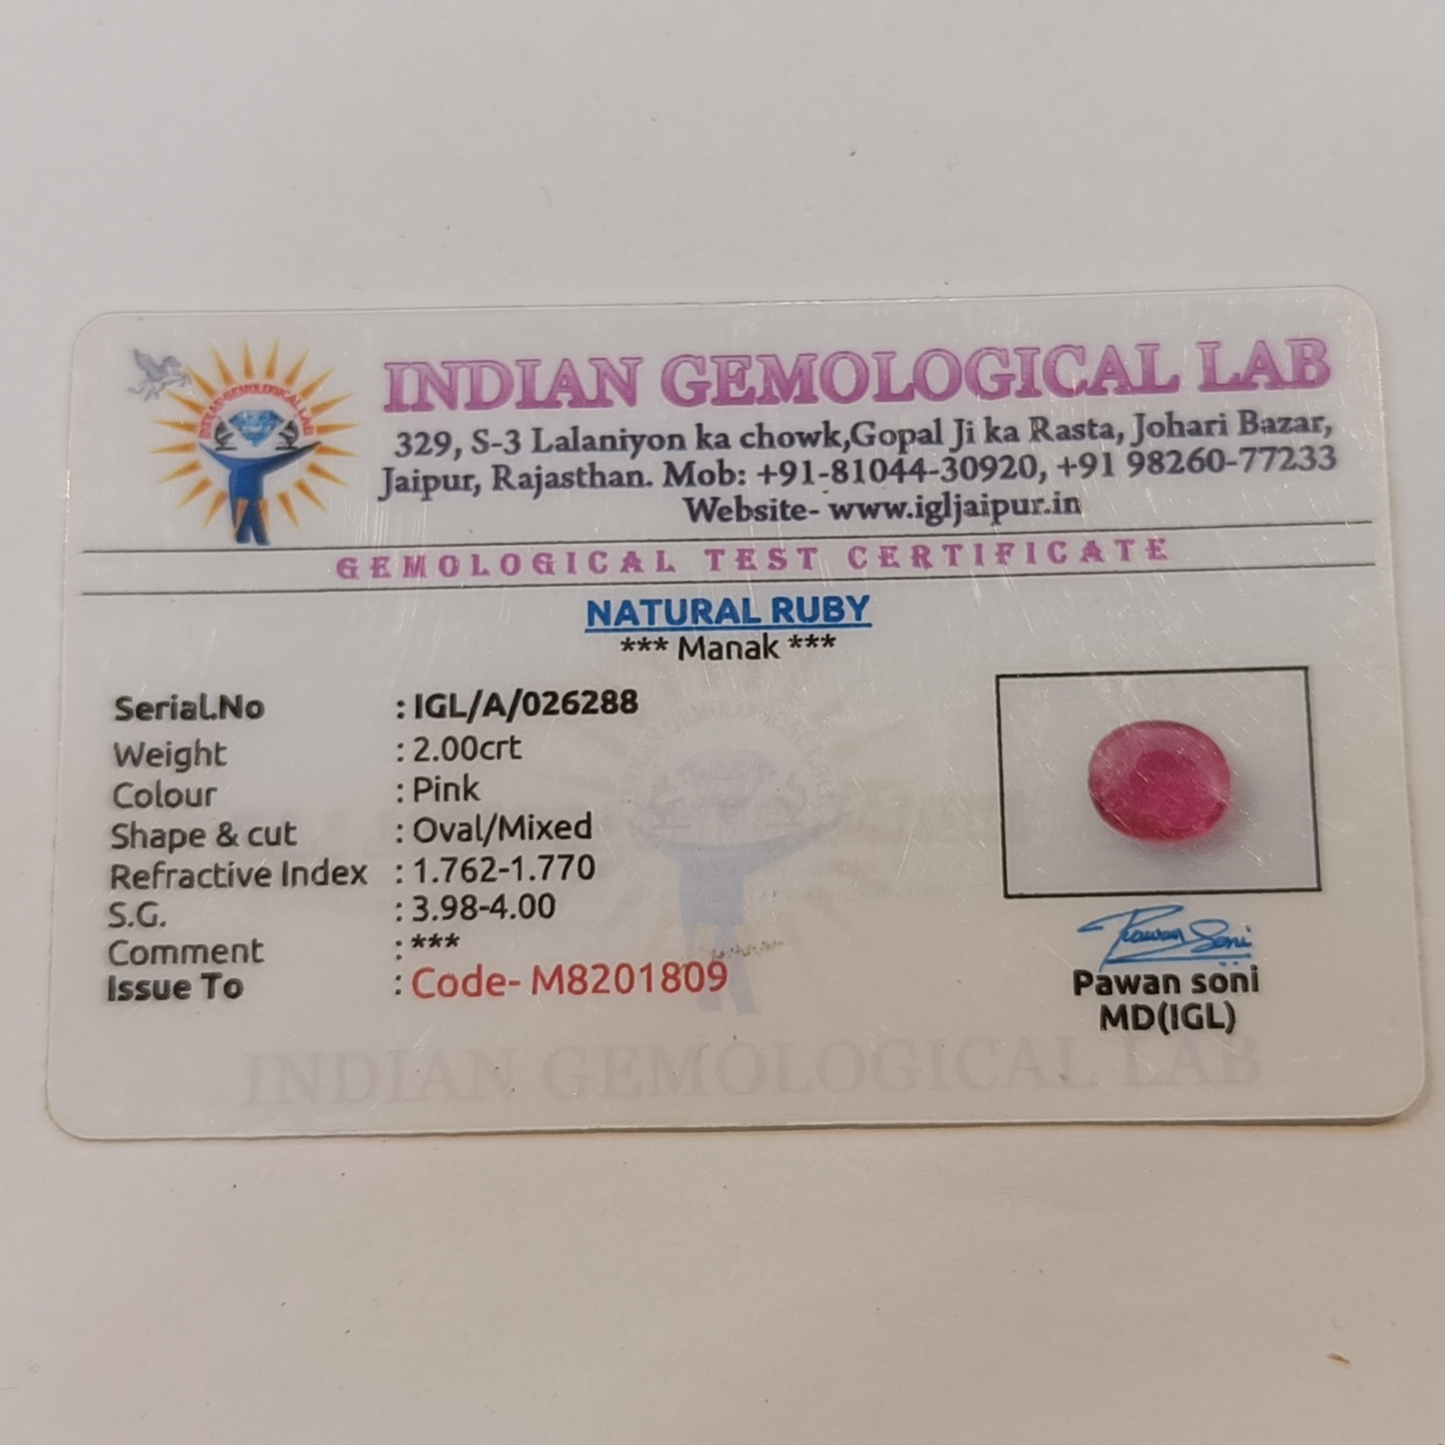 INDIAN GEMOLOGICAL LAB
INDIAN GEMOLOGICAL LAB
329, S-3 Lalaniyon ka chowk,Gopal Ji ka Rasta, Johari Bazar,
Jaipur, Rajasthan. Mob: +91-81044-30920, +91 98260-77233
Website- www.igljaipur.in
GEMOLOGICAL TEST CERTIFICATE
NATURAL RUBY
*** Manak ***
Serial.No : IGL/A/026288
Weight : 2.00crt
Colour : Pink
Shape & cut : Oval/Mixed
Refractive Index : 1.762-1.770
S.G. : 3.98-4.00
Comment : ***
Issue To : Code- M8201809
Pawan Soni
Pawan soni
MD(IGL)
INDIAN GEMOLOGICAL LAB